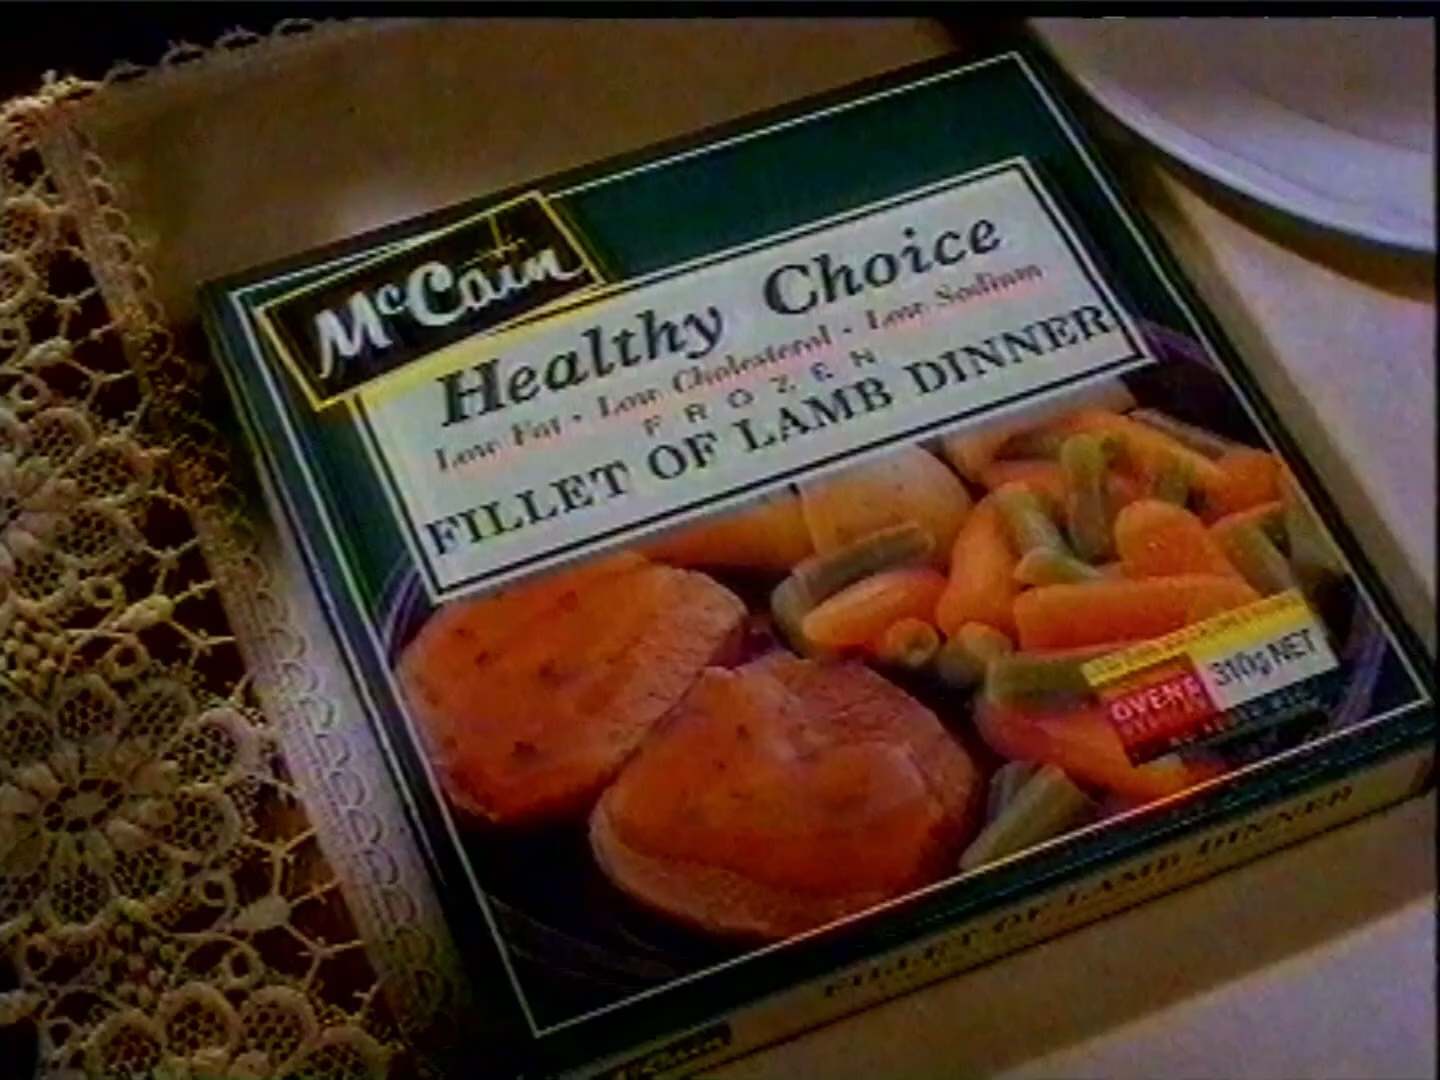 McCain
Healthy Choice
Low Fat · Low Cholesterol · Low Sodium
FROZEN
FILLET OF LAMB DINNER
310g NET
FILLET OF LAMB DINNER
McCain